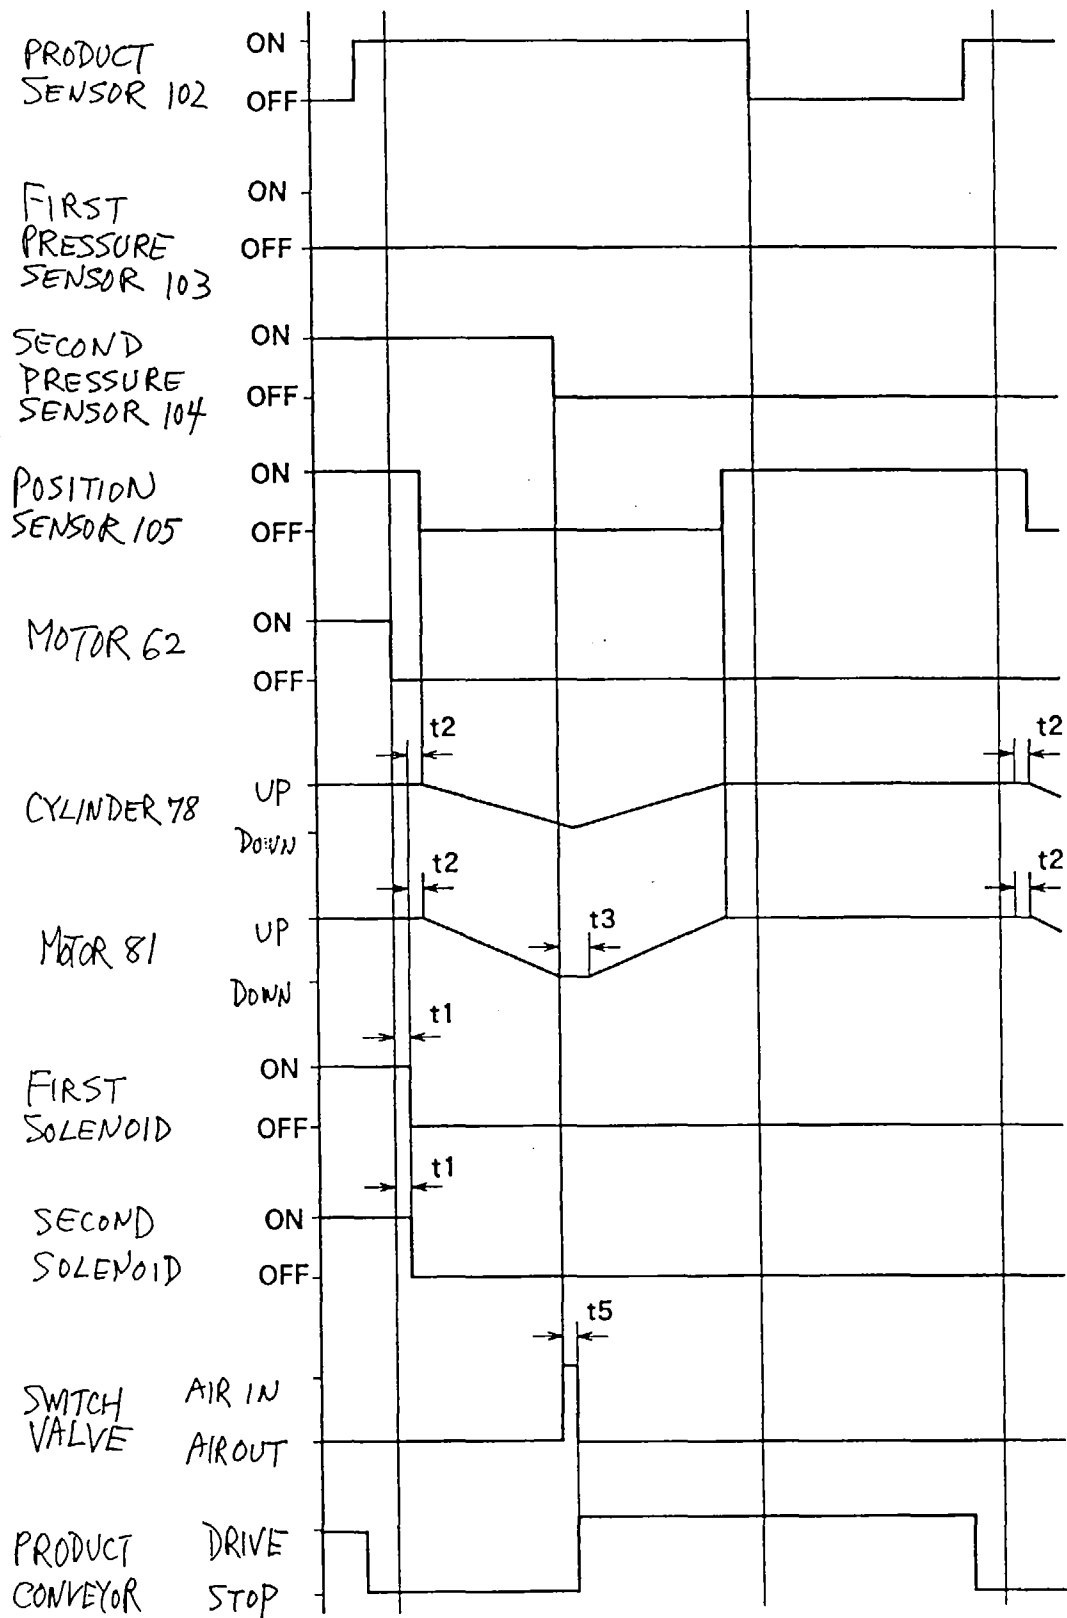 PRODUCT
SENSOR 102
ON
OFF
FIRST
PRESSURE
SENSOR 103
ON
OFF
SECOND
PRESSURE
SENSOR 104
ON
OFF
POSITION
SENSOR 105
ON
OFF
MOTOR 62
ON
OFF
t2
t2
CYLINDER 78
UP
DOWN
t2
t2
MOTOR 81
UP
DOWN
t3
t1
FIRST
SOLENOID
ON
OFF
t1
SECOND
SOLENOID
ON
OFF
t5
SWITCH
VALVE
AIR IN
AIR OUT
PRODUCT
CONVEYOR
DRIVE
STOP